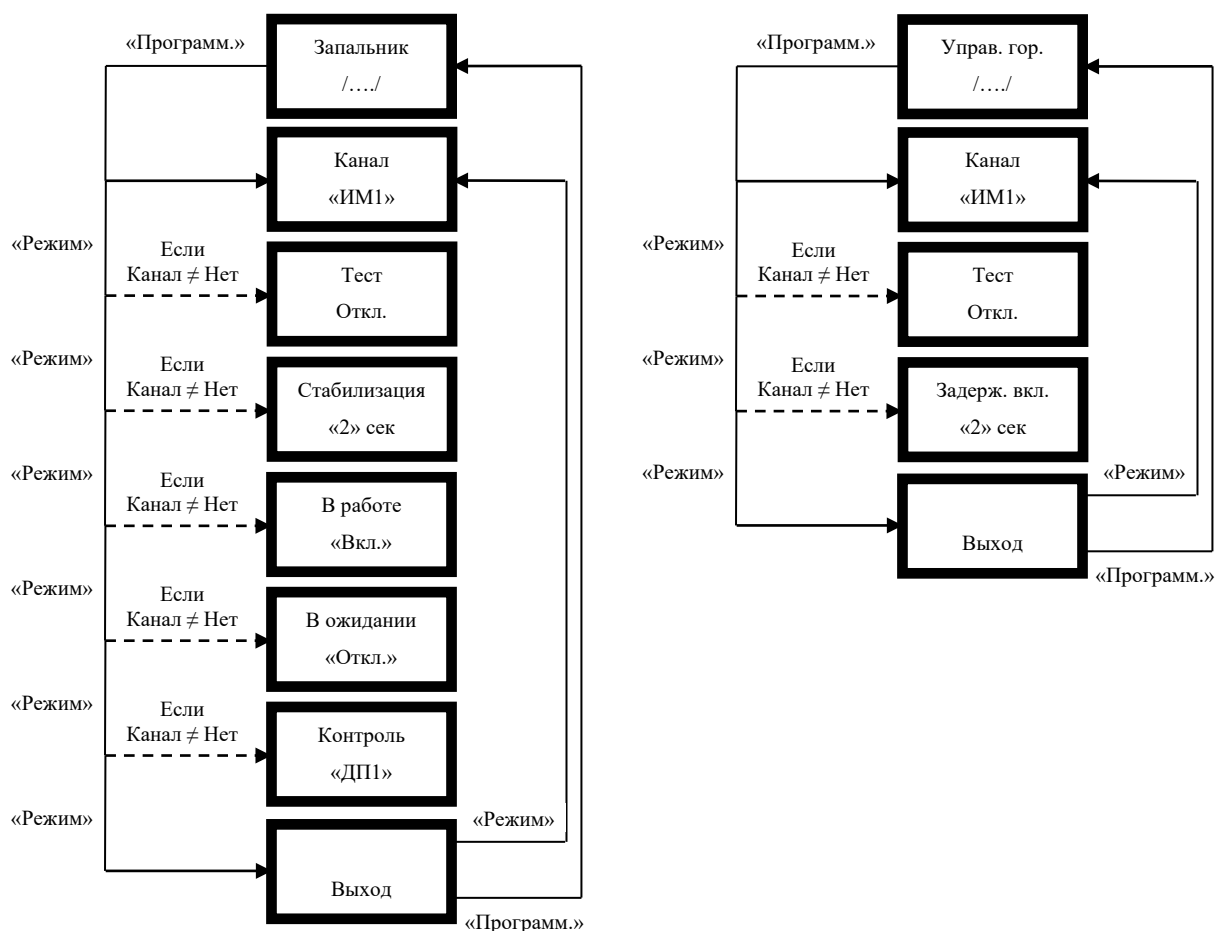 «Программ.»
Запальник
/…./
Канал
«ИМ1»
«Режим»
Если
Канал ≠ Нет
Тест
Откл.
«Режим»
Если
Канал ≠ Нет
Стабилизация
«2» сек
«Режим»
Если
Канал ≠ Нет
В работе
«Вкл.»
«Режим»
Если
Канал ≠ Нет
В ожидании
«Откл.»
«Режим»
Если
Канал ≠ Нет
Контроль
«ДП1»
«Режим»
«Режим»
Выход
«Программ.»
«Программ.»
Управ. гор.
/…./
Канал
«ИМ1»
«Режим»
Если
Канал ≠ Нет
Тест
Откл.
«Режим»
Если
Канал ≠ Нет
Задерж. вкл.
«2» сек
«Режим»
«Режим»
Выход
«Программ.»